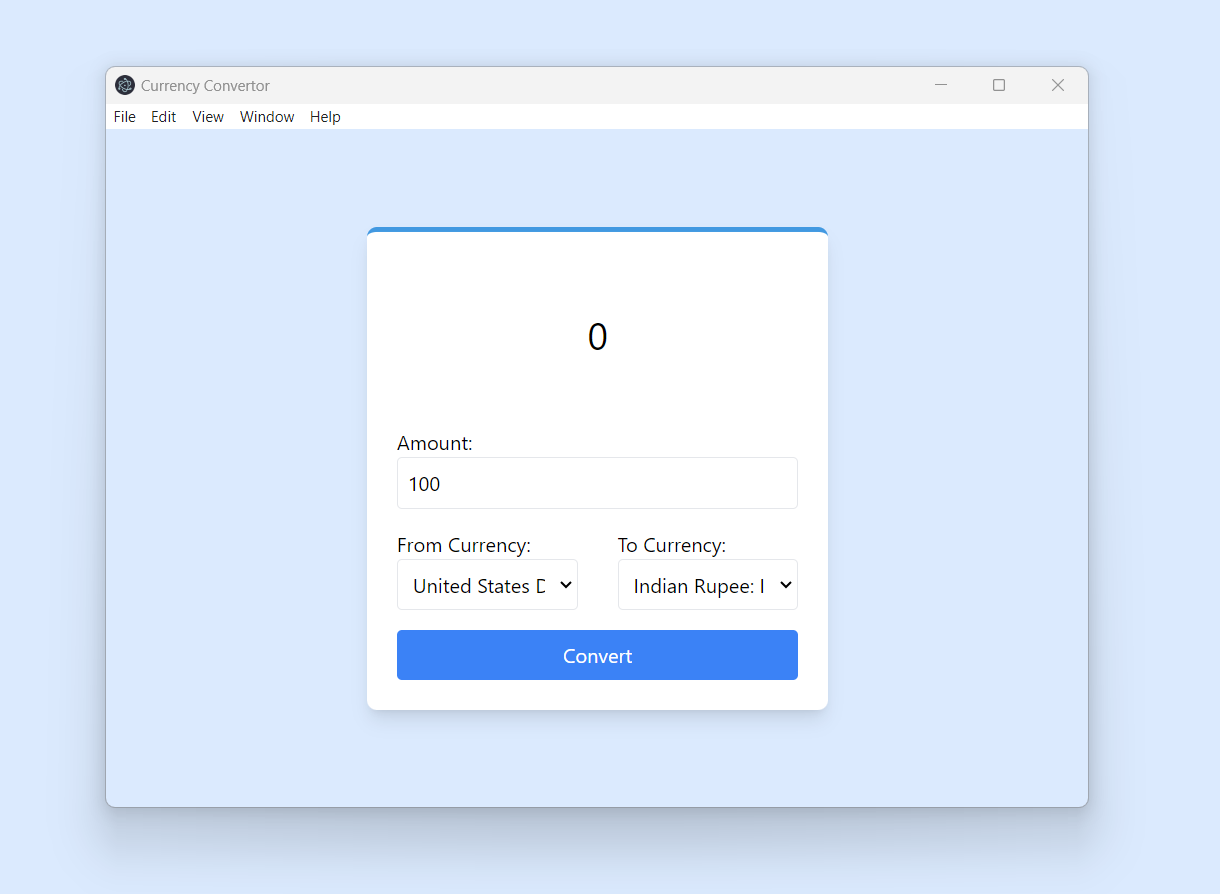 Currency Convertor
File Edit View Window Help
0
Amount:
100
From Currency: To Currency:
United States D Indian Rupee: I
Convert